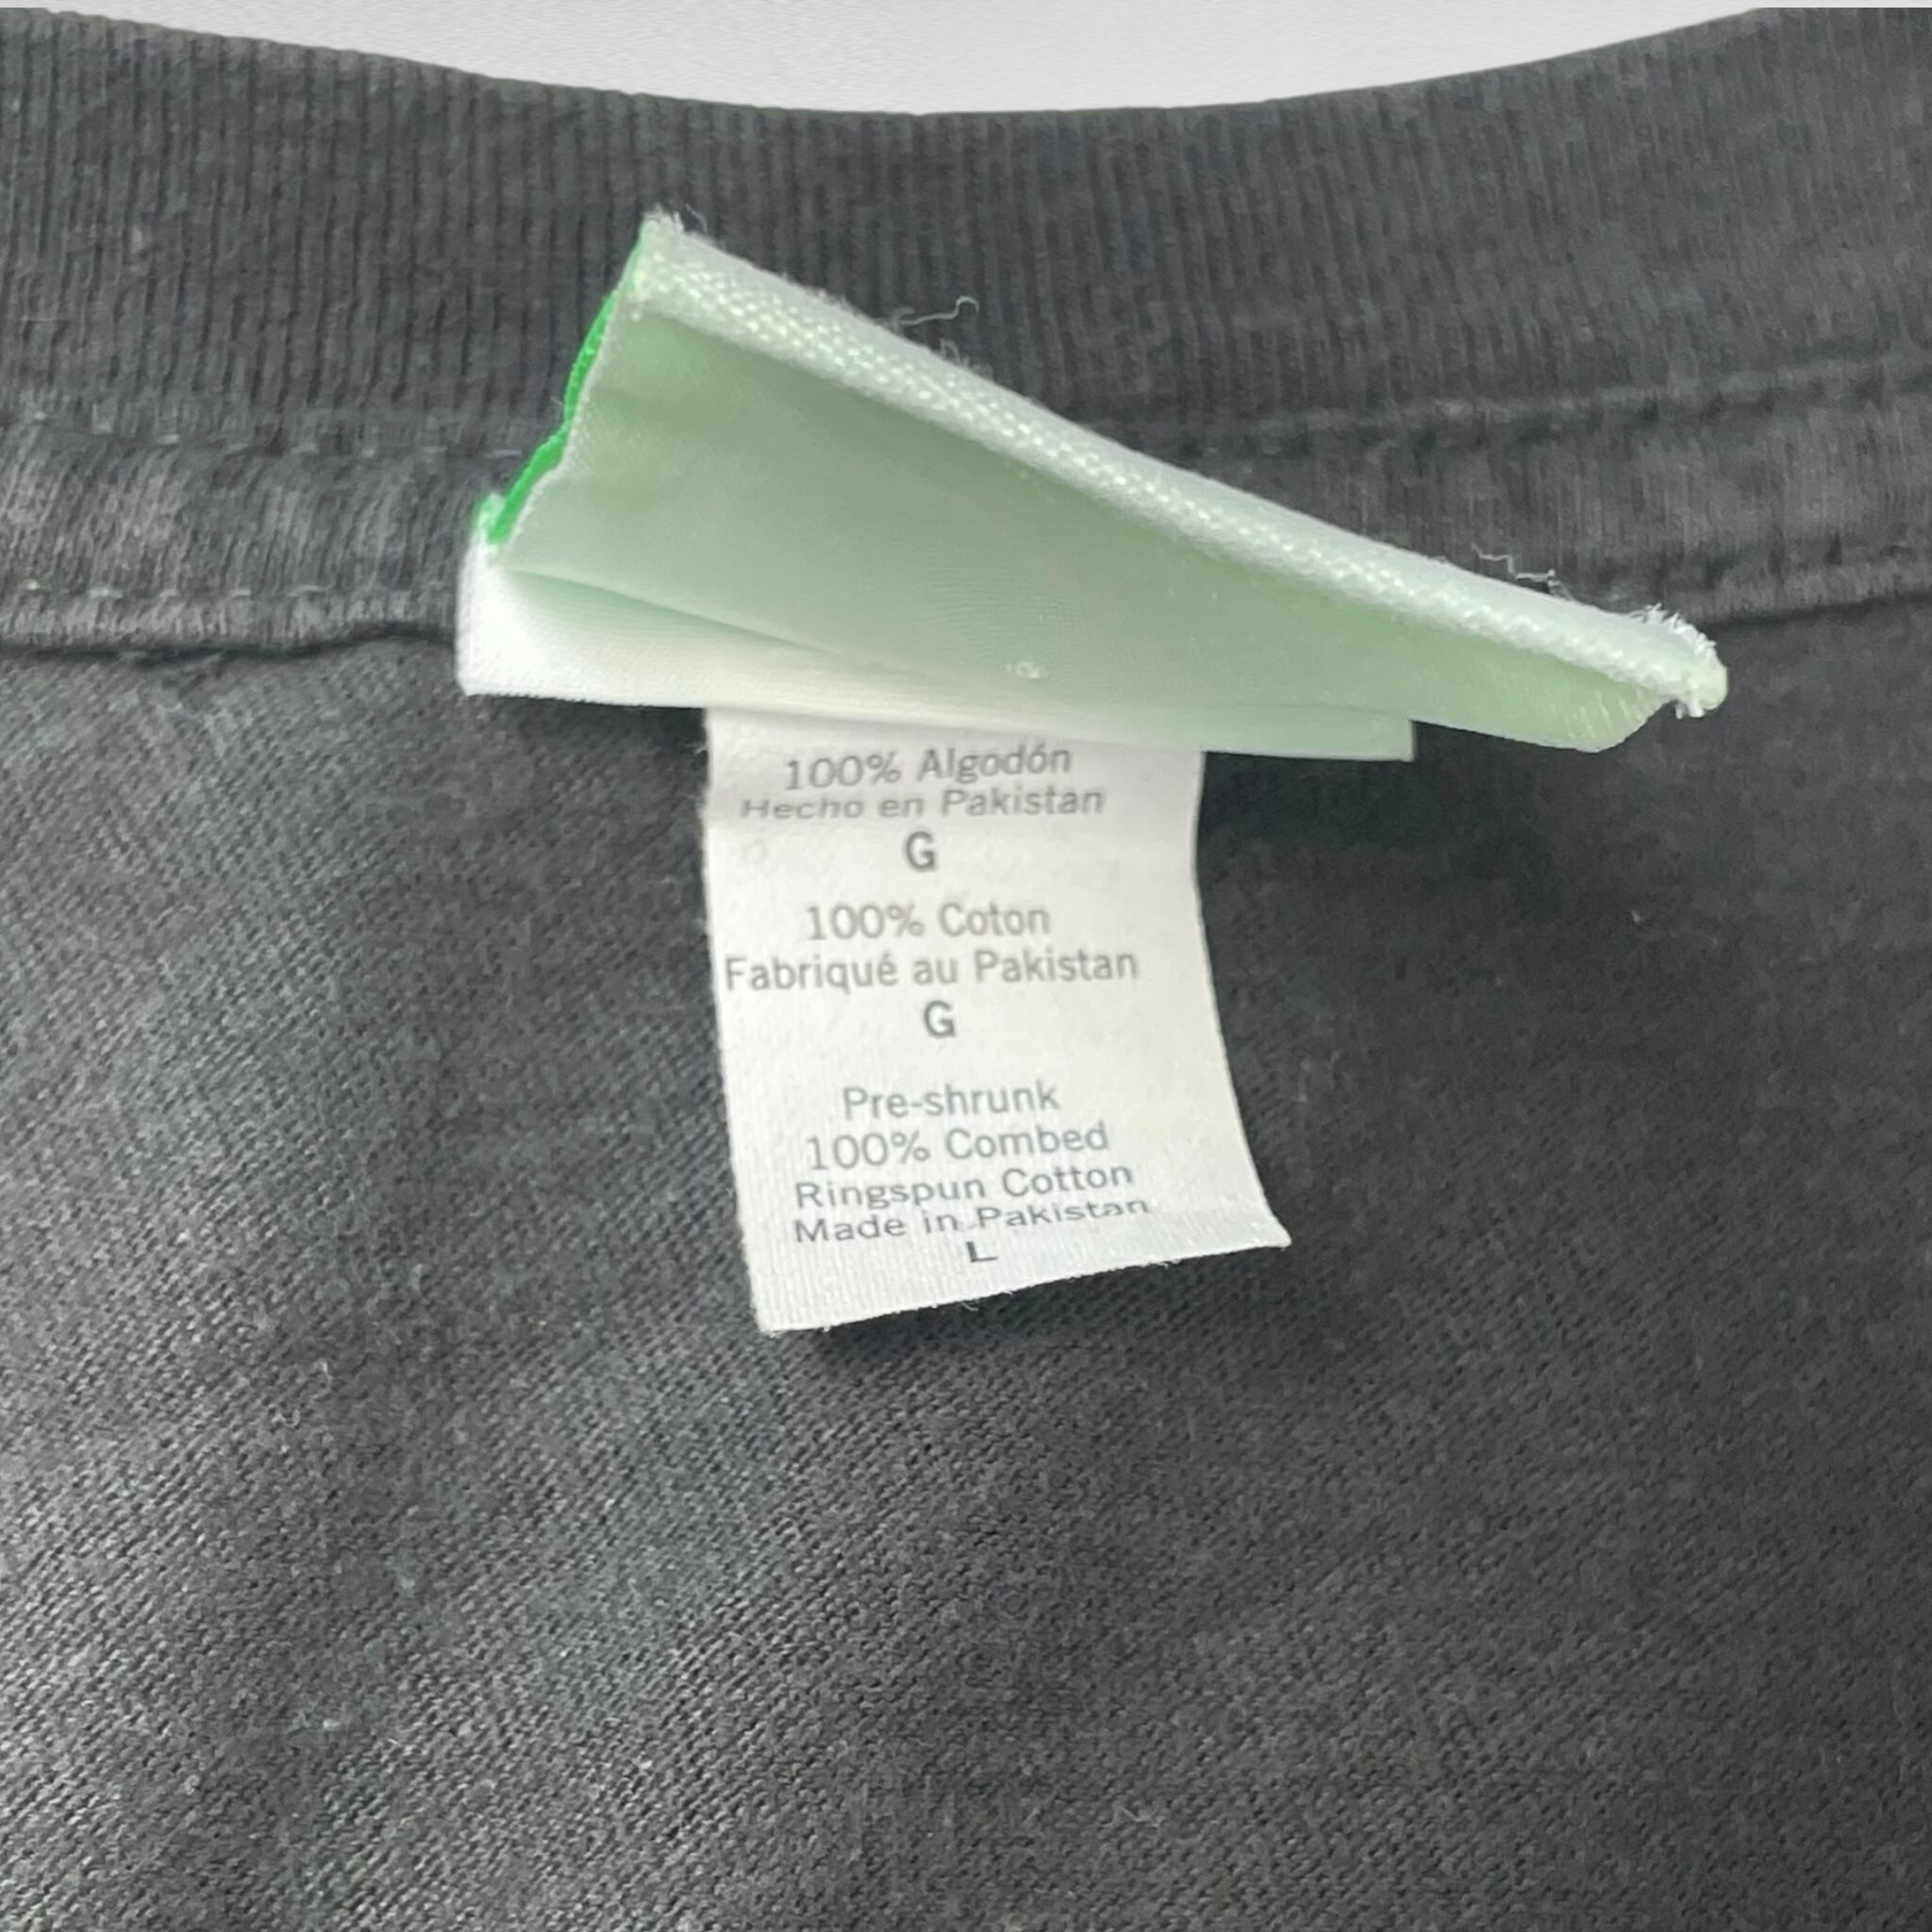 100% Algodón
Hecho en Pakistan
G
100% Coton
Fabriqué au Pakistan
G
Pre-shrunk
100% Combed
Ringspun Cotton
Made in Pakistan
L